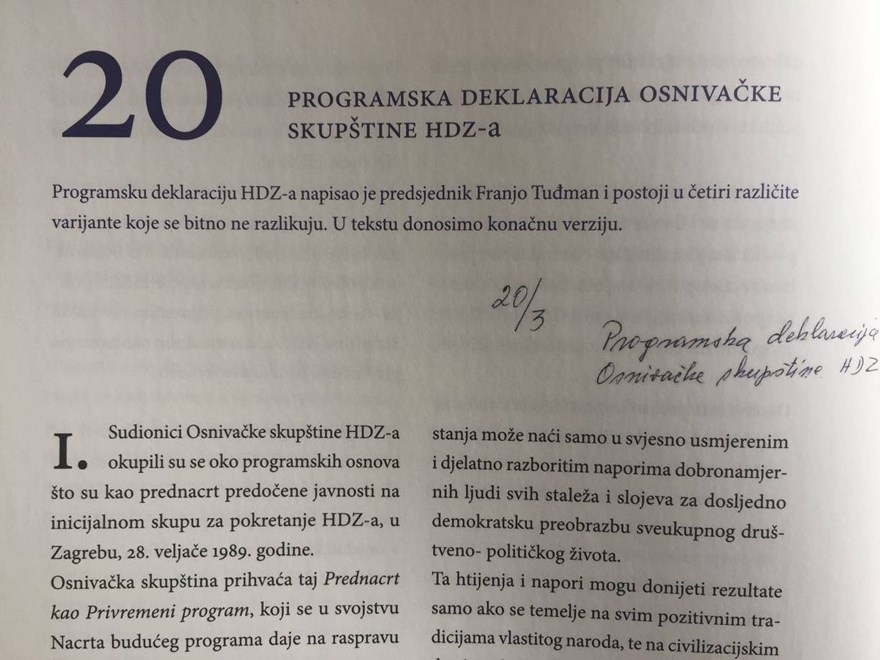 20
PROGRAMSKA DEKLARACIJA OSNIVAČKE
SKUPŠTINE HDZ-a
Programsku deklaraciju HDZ-a napisao je predsjednik Franjo Tuđman i postoji u četiri različite
varijante koje se bitno ne razlikuju. U tekstu donosimo konačnu verziju.
20/3
Programska deklaracija
Osnivačke skupštine HDZ
I. Sudionici Osnivačke skupštine HDZ-a
okupili su se oko programskih osnova
što su kao prednacrt predočene javnosti na
inicijalnom skupu za pokretanje HDZ-a, u
Zagrebu, 28. veljače 1989. godine.
Osnivačka skupština prihvaća taj Prednacrt
kao Privremeni program, koji se u svojstvu
Nacrta budućeg programa daje na raspravu
stanja može naći samo u svjesno usmjerenim
i djelatno razboritim naporima dobronamjer-
nih ljudi svih staleža i slojeva za dosljedno
demokratsku preobrazbu sveukupnog druš-
tveno- političkog života.
Ta htijenja i napori mogu donijeti rezultate
samo ako se temelje na svim pozitivnim tra-
dicijama vlastitog naroda, te na civilizacijskim